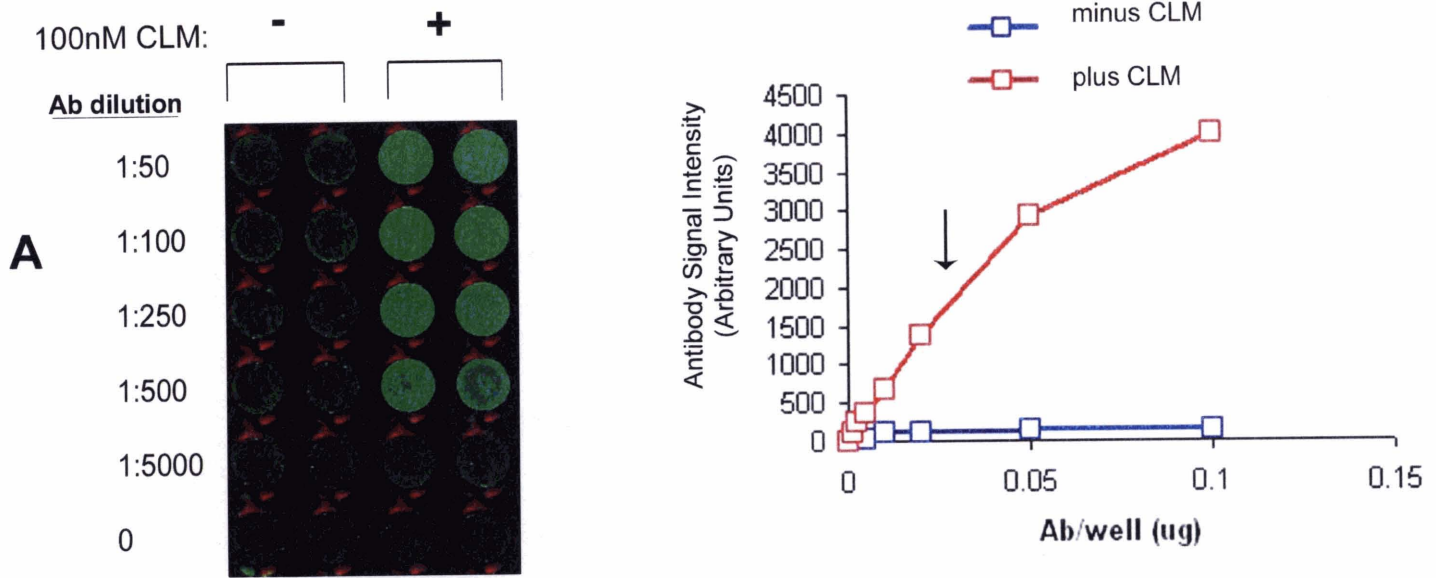 100nM CLM: - +
Ab dilution
1:50
1:100
1:250
1:500
1:5000
0
A
minus CLM
plus CLM
Antibody Signal Intensity
(Arbitrary Units)
4500
4000
3500
3000
2500
2000
1500
1000
500
0
0 0.05 0.1 0.15
Ab/well (ug)